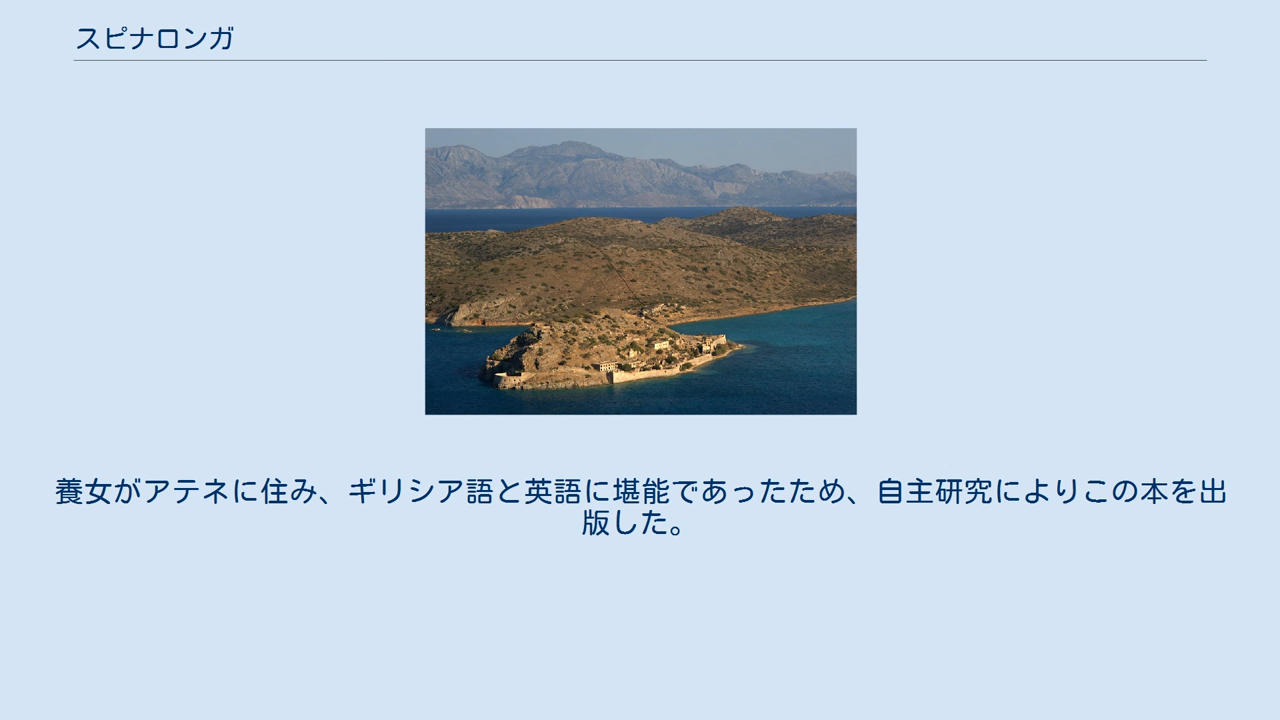 スピナロンガ
養女がアテネに住み、ギリシア語と英語に堪能であったため、自主研究によりこの本を出
版した。